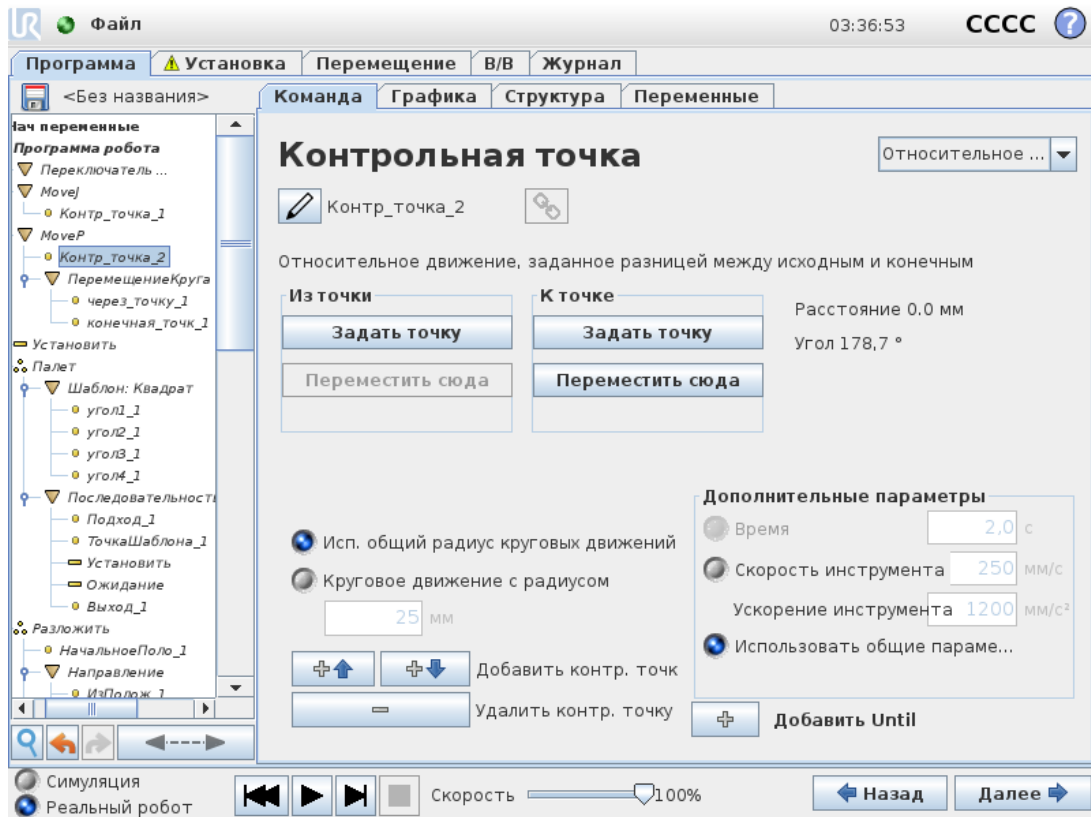 UR Файл 03:36:53 CCCC ?
Программа Установка Перемещение В/В Журнал
<Без названия> Команда Графика Структура Переменные
Нач переменные
Программа робота
Переключатель ...
MoveJ
Контр_точка_1
MoveP
Контр_точка_2
ПеремещениеКруга
через_точку_1
конечная_точк_1
Установить
Палет
Шаблон: Квадрат
угол1_1
угол2_1
угол3_1
угол4_1
Последовательност
Подход_1
ТочкаШаблона_1
Установить
Ожидание
Выход_1
Разложить
НачальноеПоло_1
Направление
ИзПолож_1
Контрольная точка
Относительное ...
Контр_точка_2
Относительное движение, заданное разницей между исходным и конечным
Из точки
Задать точку
Переместить сюда
К точке
Задать точку
Переместить сюда
Расстояние 0.0 мм
Угол 178,7 °
Исп. общий радиус круговых движений
Круговое движение с радиусом
25 мм
Добавить контр. точк
Удалить контр. точку
Дополнительные параметры
Время 2,0 с
Скорость инструмента 250 мм/с
Ускорение инструмента 1200 мм/с²
Использовать общие параме...
Добавить Until
Симуляция
Реальный робот
Скорость 100%
Назад Далее